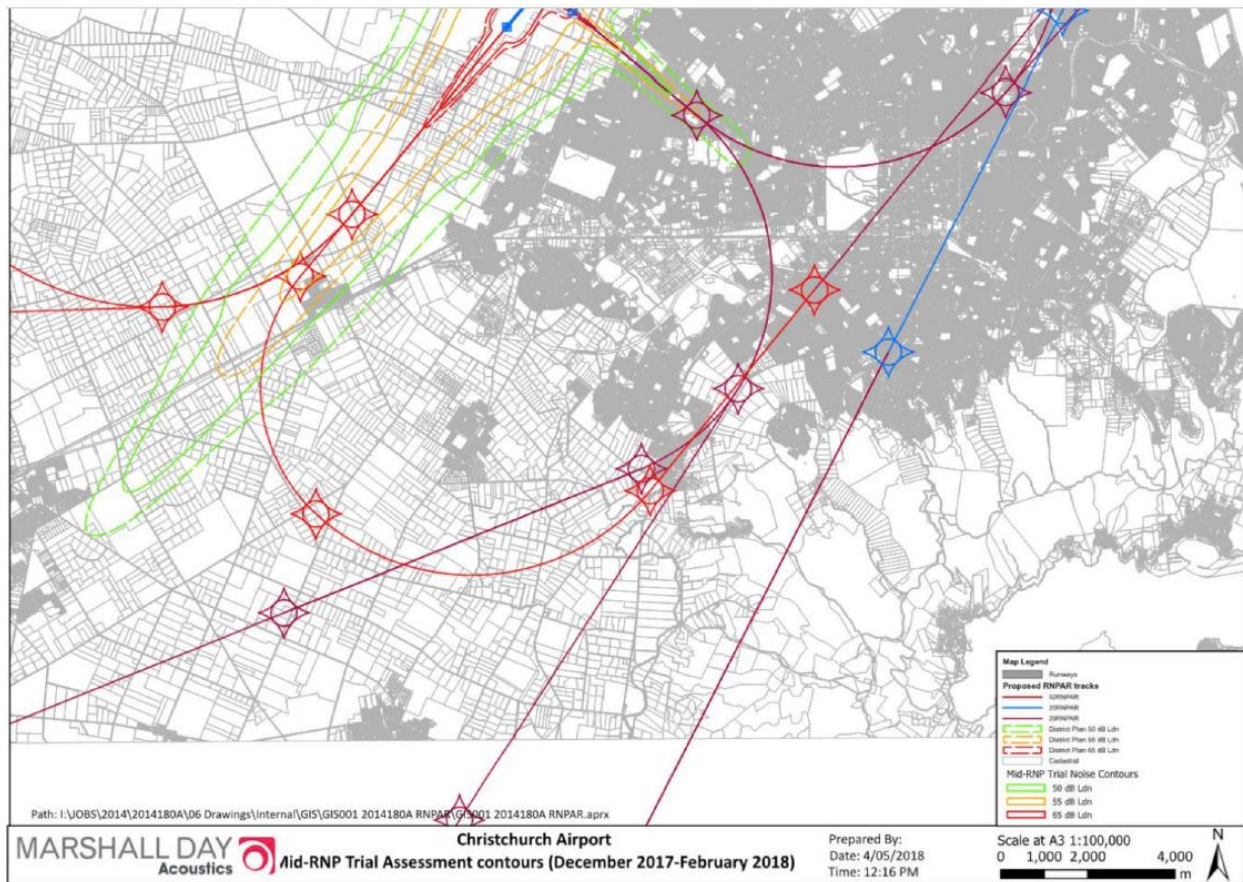 Map Legend
Runways
Proposed RNPAR tracks
02RNPAR
20RNPAR
29RNPAR
District Plan 50 dB Ldn
District Plan 55 dB Ldn
District Plan 65 dB Ldn
Cadastral
Mid-RNP Trial Noise Contours
50 dB Ldn
55 dB Ldn
65 dB Ldn
Path: I:\JOBS\2014\2014180A\06 Drawings\Internal\GIS\GIS001 2014180A RNPAR\GIS001 2014180A RNPAR.aprx
MARSHALL DAY
Acoustics
Christchurch Airport
Mid-RNP Trial Assessment contours (December 2017-February 2018)
Prepared By:
Date: 4/05/2018
Time: 12:16 PM
Scale at A3 1:100,000
0 1,000 2,000 4,000
m
N